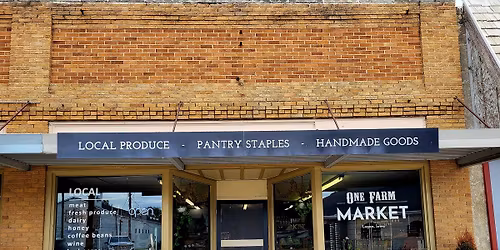 LOCAL PRODUCE - PANTRY STAPLES - HANDMADE GOODS
LOCAL
meat
fresh produce
dairy
honey
coffee beans
wine
open
ONE FARM
MARKET